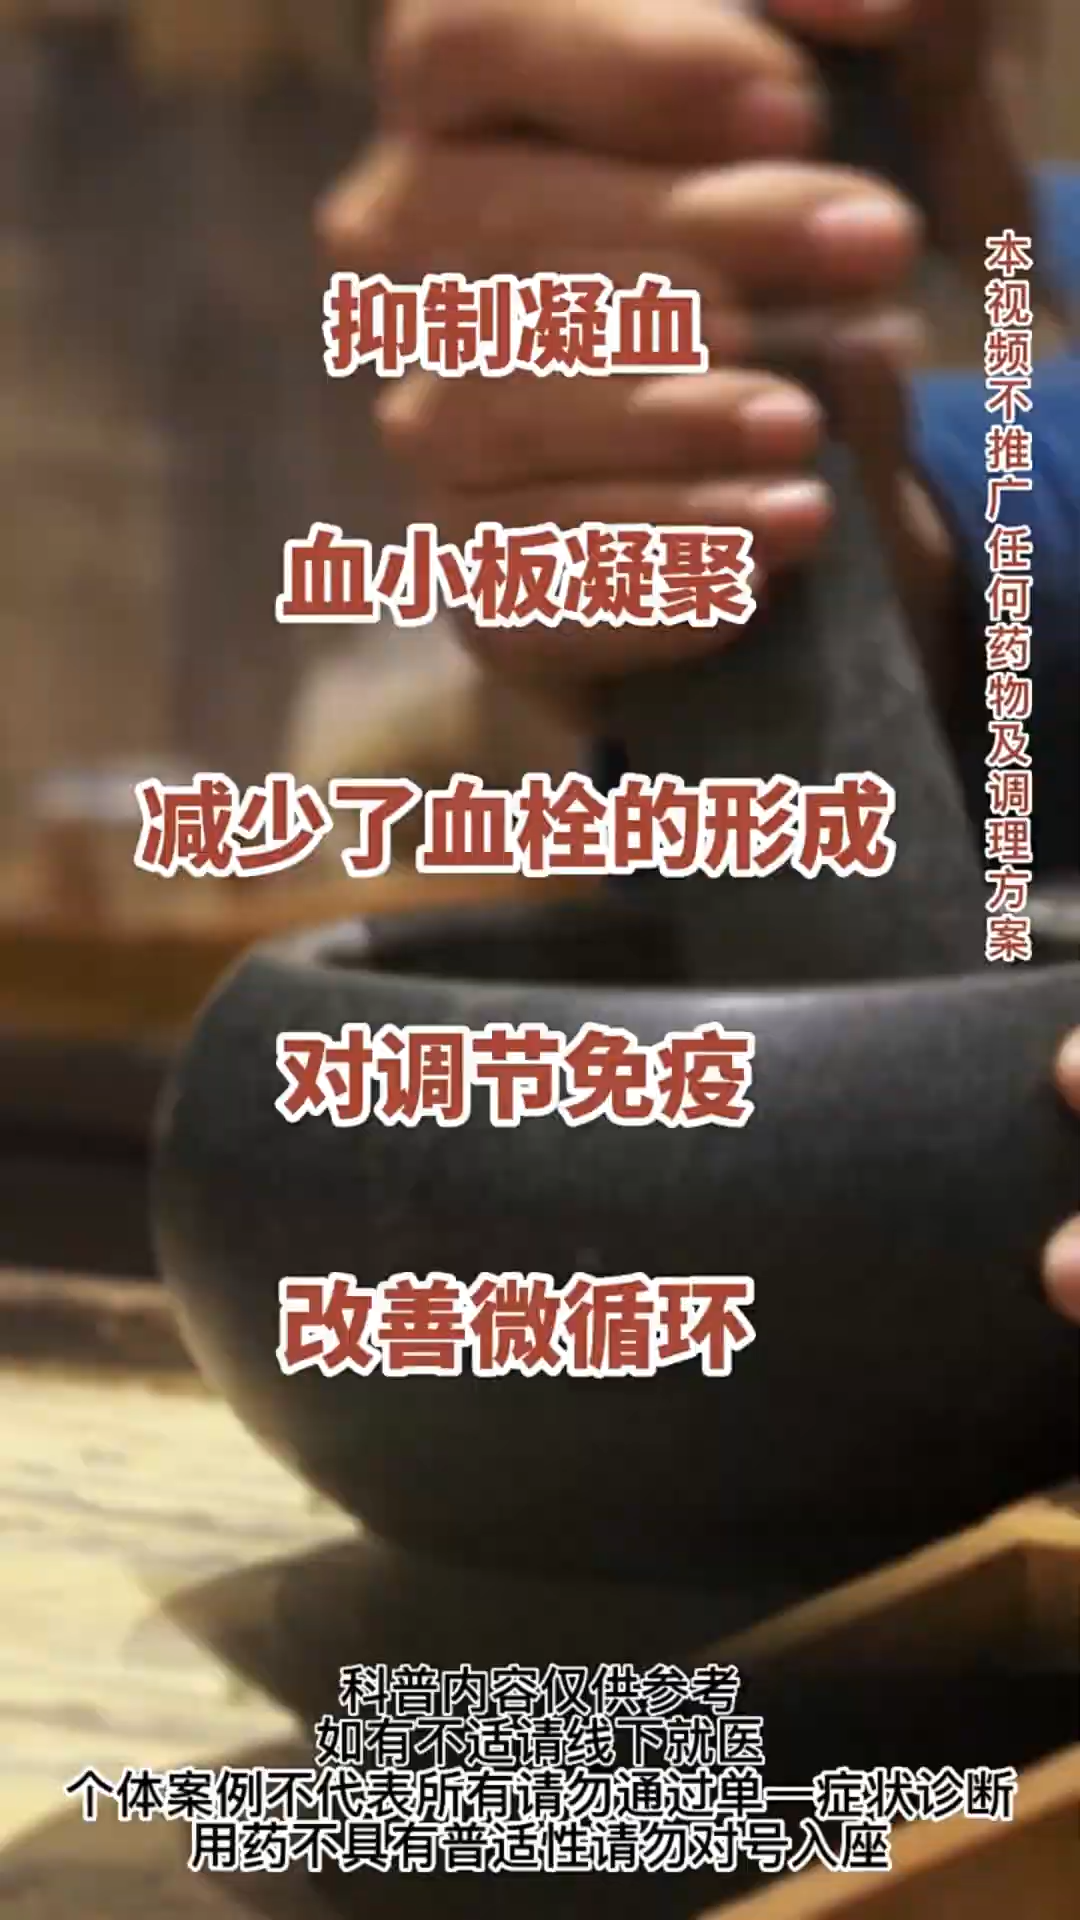 抑制凝血
血小板凝聚
减少了血栓的形成
对调节免疫
改善微循环
本视频不推广任何药物及调理方案
科普内容仅供参考
如有不适请线下就医
个体案例不代表所有请勿通过单一症状诊断
用药不具有普适性请勿对号入座